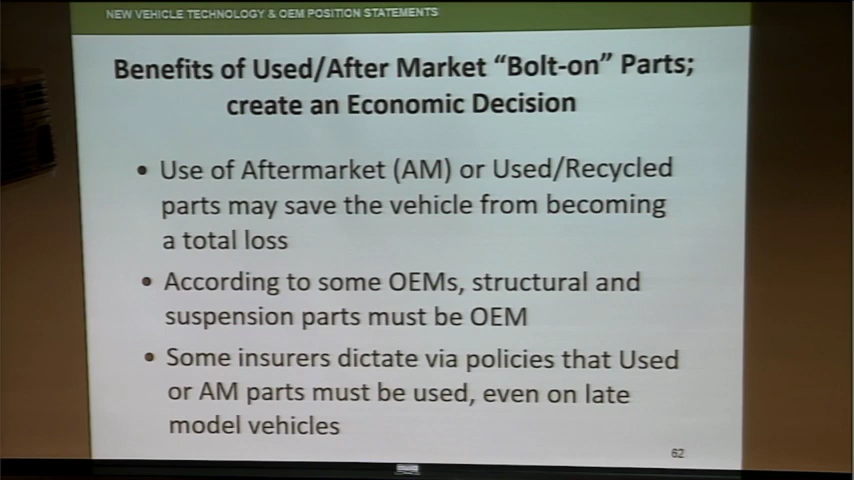 NEW VEHICLE TECHNOLOGY & OEM POSITION STATEMENTS
Benefits of Used/After Market “Bolt-on” Parts;
create an Economic Decision
• Use of Aftermarket (AM) or Used/Recycled
parts may save the vehicle from becoming
a total loss
• According to some OEMs, structural and
suspension parts must be OEM
• Some insurers dictate via policies that Used
or AM parts must be used, even on late
model vehicles
62